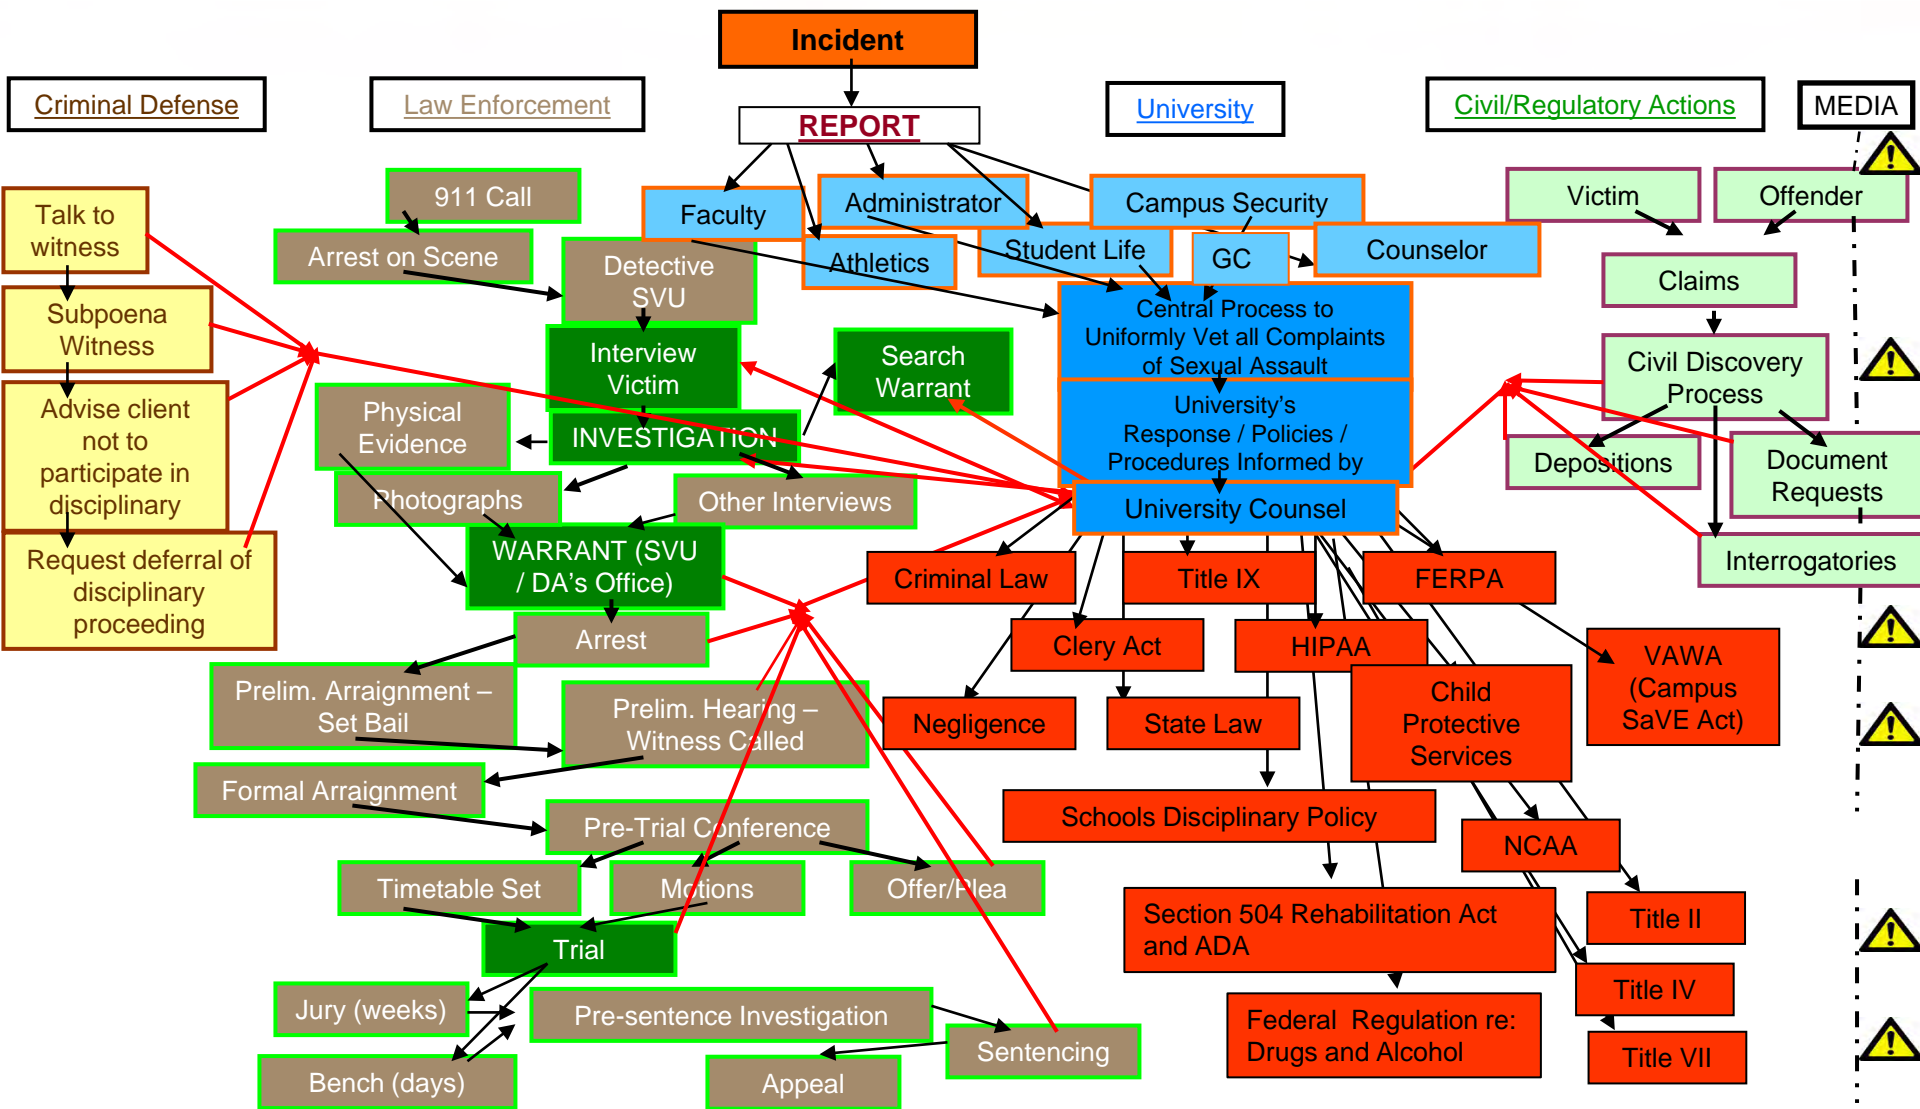 Incident
Criminal Defense
Law Enforcement
REPORT
University
Civil/Regulatory Actions
MEDIA
Talk to
witness
Subpoena
Witness
Advise client
not to
participate in
disciplinary
Request deferral of
disciplinary
proceeding
911 Call
Arrest on Scene
Detective
SVU
Interview
Victim
Search
Warrant
INVESTIGATION
Physical
Evidence
Photographs
Other Interviews
WARRANT (SVU
/ DA's Office)
Arrest
Prelim. Arraignment –
Set Bail
Prelim. Hearing –
Witness Called
Formal Arraignment
Pre-Trial Conference
Timetable Set
Motions
Offer/Plea
Trial
Jury (weeks)
Bench (days)
Pre-sentence Investigation
Sentencing
Appeal
Faculty
Administrator
Campus Security
Athletics
Student Life
GC
Counselor
Central Process to
Uniformly Vet all Complaints
of Sexual Assault
University's
Response / Policies /
Procedures Informed by
University Counsel
Criminal Law
Title IX
FERPA
Clery Act
HIPAA
VAWA
(Campus
SaVE Act)
Negligence
State Law
Child
Protective
Services
Schools Disciplinary Policy
NCAA
Section 504 Rehabilitation Act
and ADA
Title II
Title IV
Federal Regulation re:
Drugs and Alcohol
Title VII
Victim
Offender
Claims
Civil Discovery
Process
Depositions
Document
Requests
Interrogatories